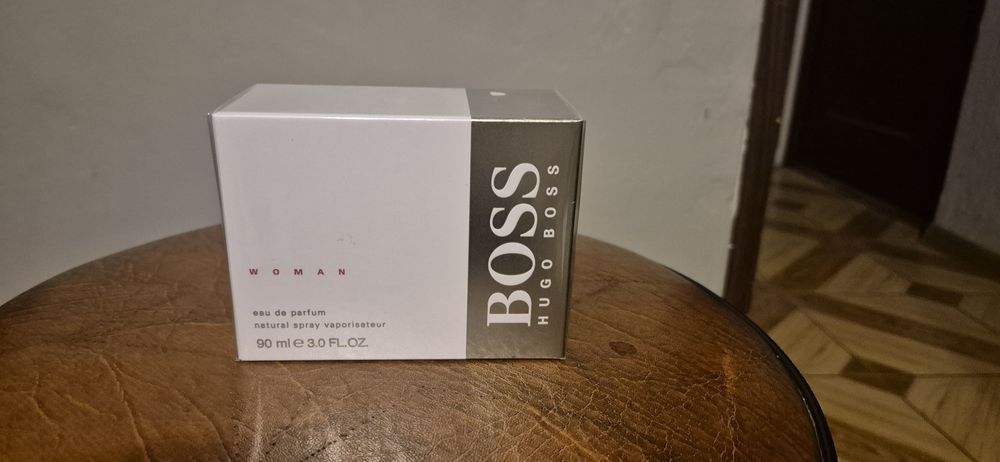 WOMAN
eau de parfum
natural spray vaporisateur
90 ml e 3.0 FL.OZ.
BOSS
HUGO BOSS